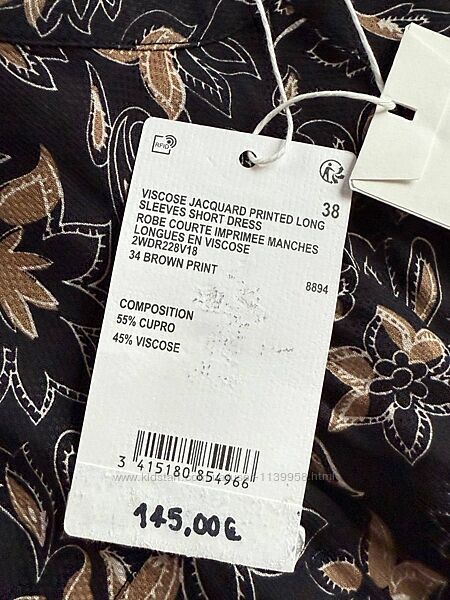 RFID
38
VISCOSE JACQUARD PRINTED LONG
SLEEVES SHORT DRESS
ROBE COURTE IMPRIMEE MANCHES
LONGUES EN VISCOSE
2WDR228V18
34 BROWN PRINT
8894
COMPOSITION
55% CUPRO
45% VISCOSE
3 415180 854966
145,00€